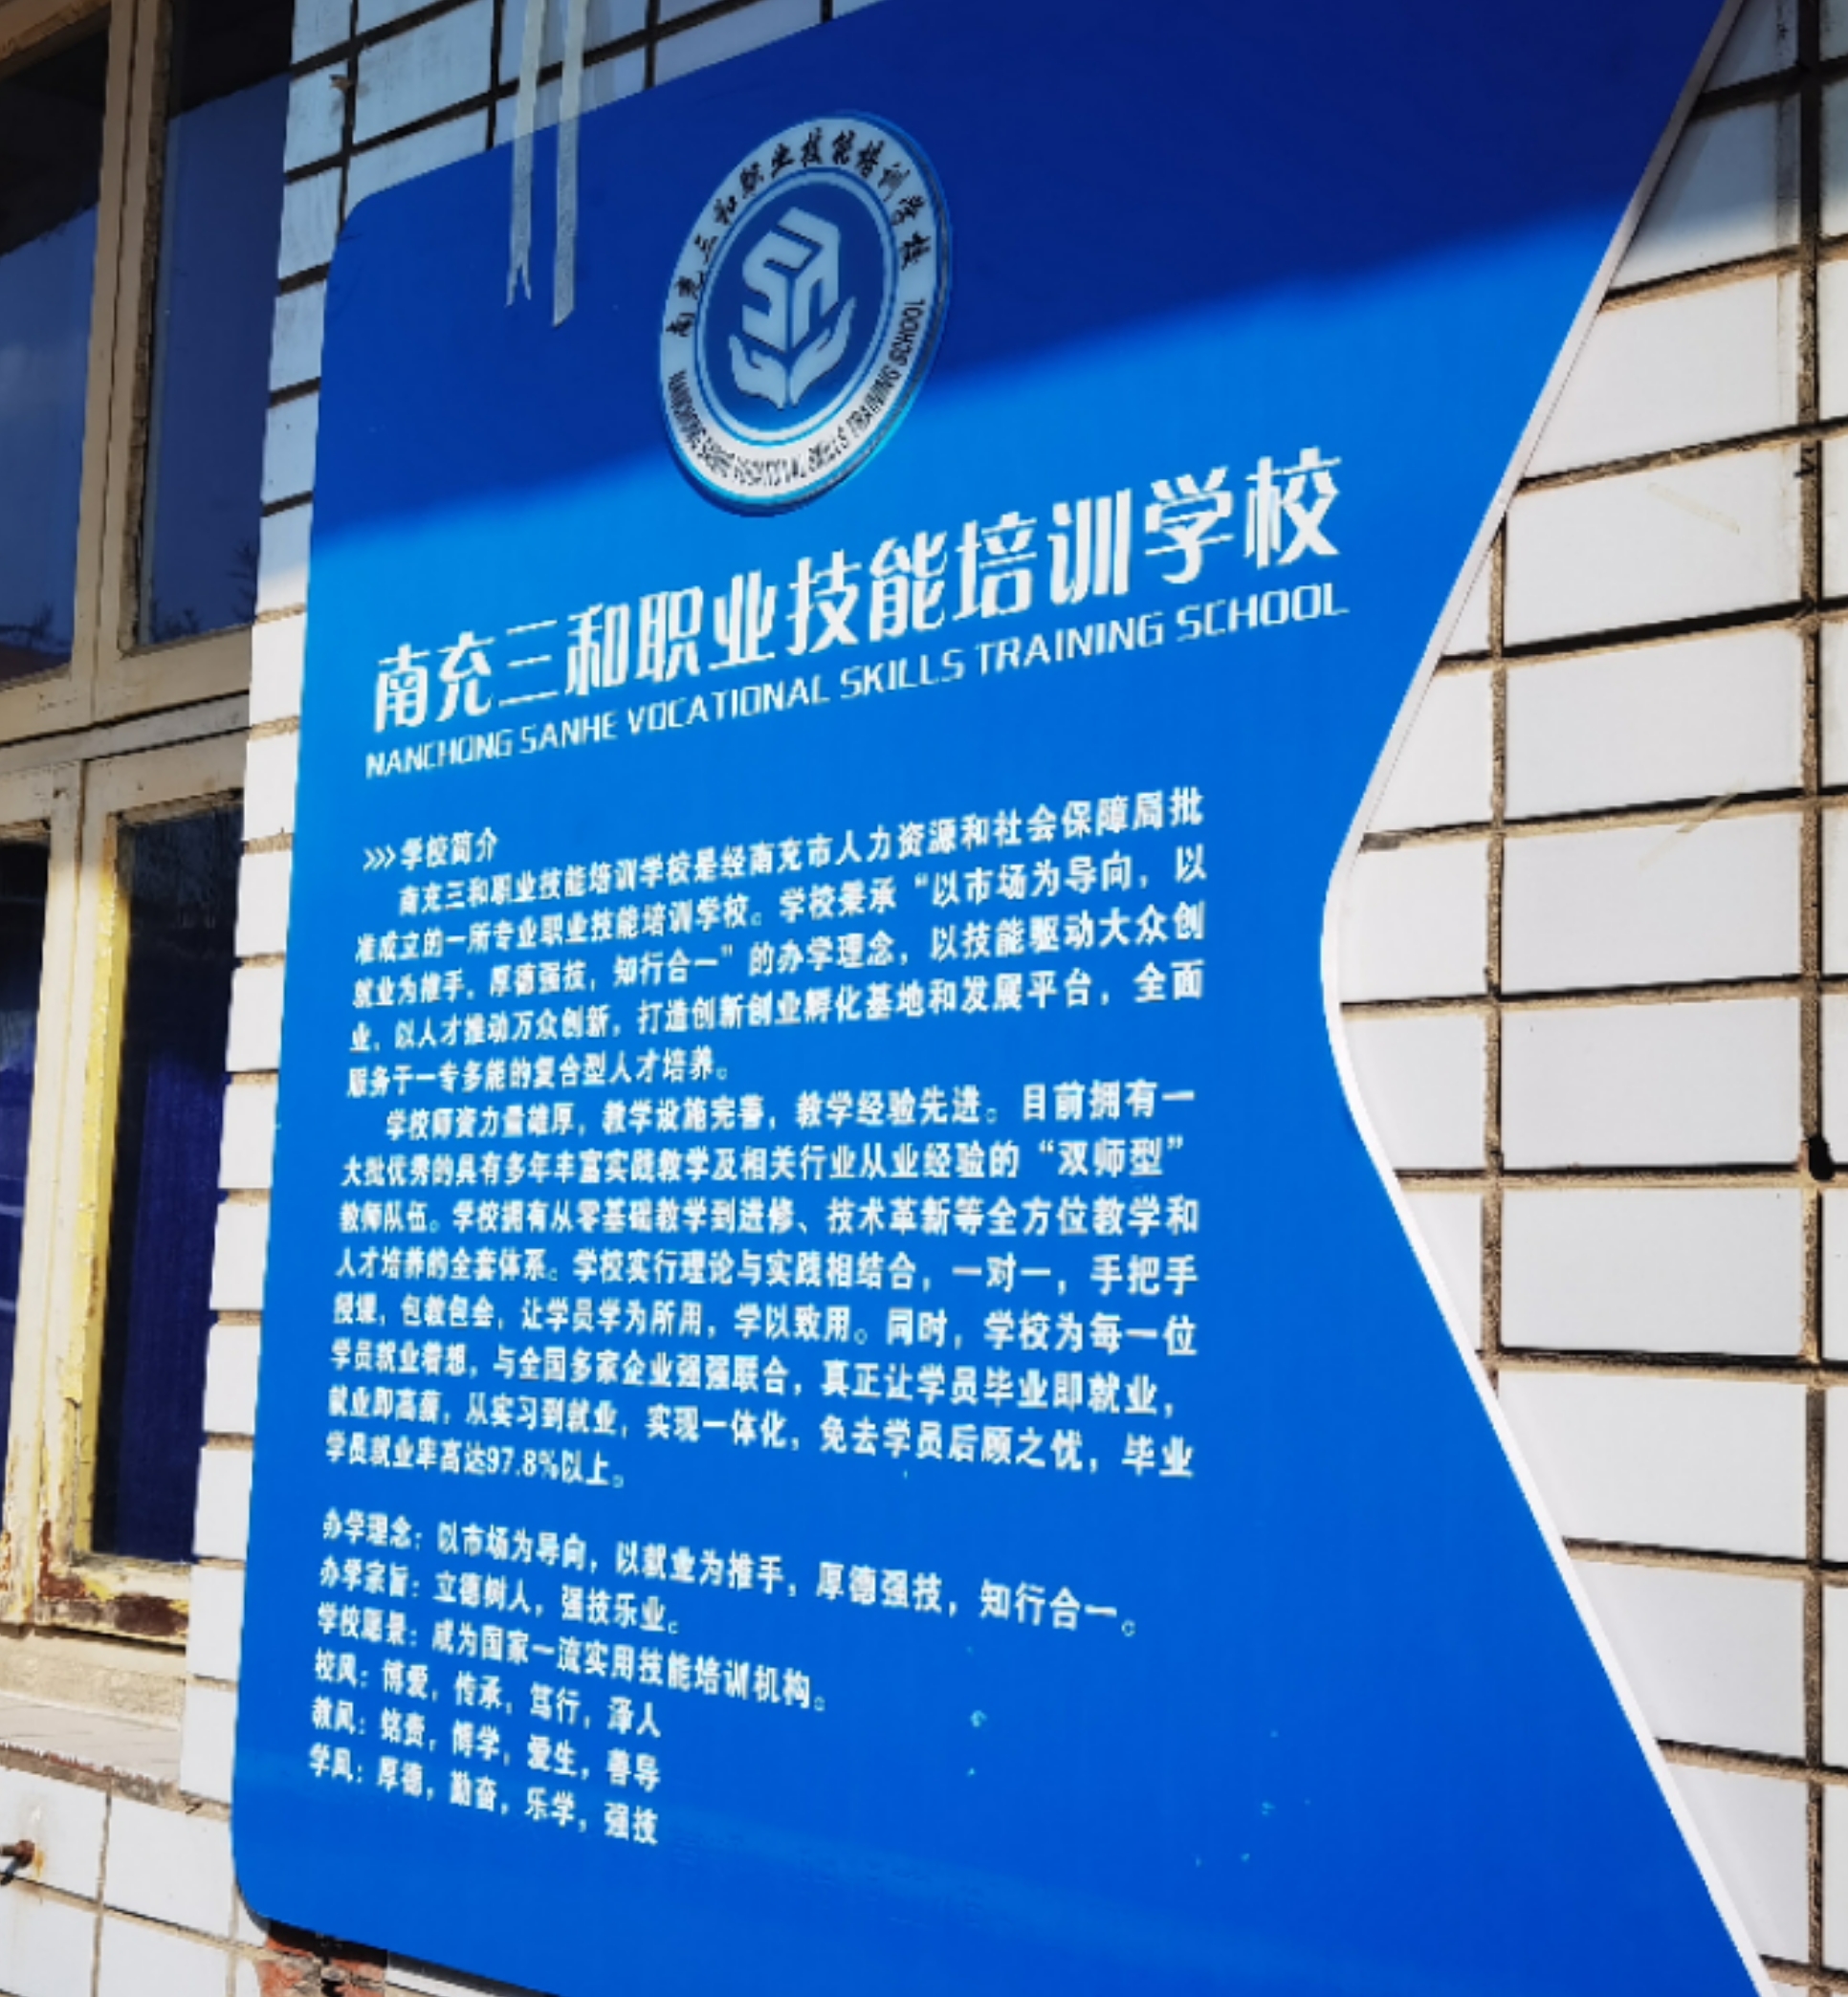 南充三和职业技能培训学校
NANCHONG SANHE VOCATIONAL SKILLS TRAINING SCHOOL
南充三和职业技能培训学校
NANCHONG SANHE VOCATIONAL SKILLS TRAINING SCHOOL
>>>学校简介
南充三和职业技能培训学校是经南充市人力资源和社会保障局批
准成立的一所专业职业技能培训学校。学校秉承“以市场为导向，以
就业为推手，厚德强技，知行合一”的办学理念，以技能驱动大众创
业，以人才推动万众创新，打造创新创业孵化基地和发展平台，全面
服务于一专多能的复合型人才培养。
学校师资力量雄厚，教学设施完善，教学经验先进。目前拥有一
大批优秀的具有多年丰富实践教学及相关行业从业经验的“双师型”
教师队伍。学校拥有从零基础教学到进修、技术革新等全方位教学和
人才培养的全套体系。学校实行理论与实践相结合，一对一，手把手
授课，包教包会，让学员学为所用，学以致用。同时，学校为每一位
学员就业着想，与全国多家企业强强联合，真正让学员毕业即就业，
就业即高薪，从实习到就业，实现一体化，免去学员后顾之忧，毕业
学员就业率高达97.8%以上。
办学理念：以市场为导向，以就业为推手，厚德强技，知行合一。
办学宗旨：立德树人，强技乐业。
学校愿景：成为国家一流实用技能培训机构。
校风：博爱，传承，笃行，泽人
教风：铭责，博学，爱生，善导
学风：厚德，勤奋，乐学，强技